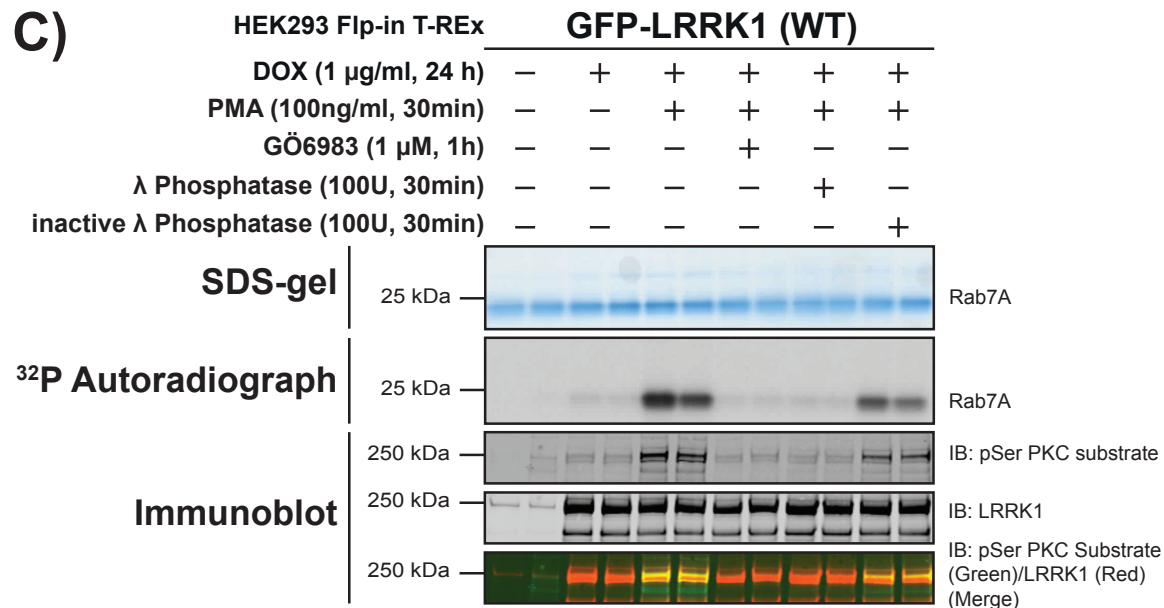 C)
HEK293 Flp-in T-REx GFP-LRRK1 (WT)
DOX (1 µg/ml, 24 h) – + + + + +
PMA (100ng/ml, 30min) – – + + + +
GÖ6983 (1 µM, 1h) – – – + – –
λ Phosphatase (100U, 30min) – – – – + –
inactive λ Phosphatase (100U, 30min) – – – – – +
SDS-gel 25 kDa Rab7A
32P Autoradiograph 25 kDa Rab7A
Immunoblot
250 kDa IB: pSer PKC substrate
250 kDa IB: LRRK1
250 kDa IB: pSer PKC Substrate
(Green)/LRRK1 (Red)
(Merge)